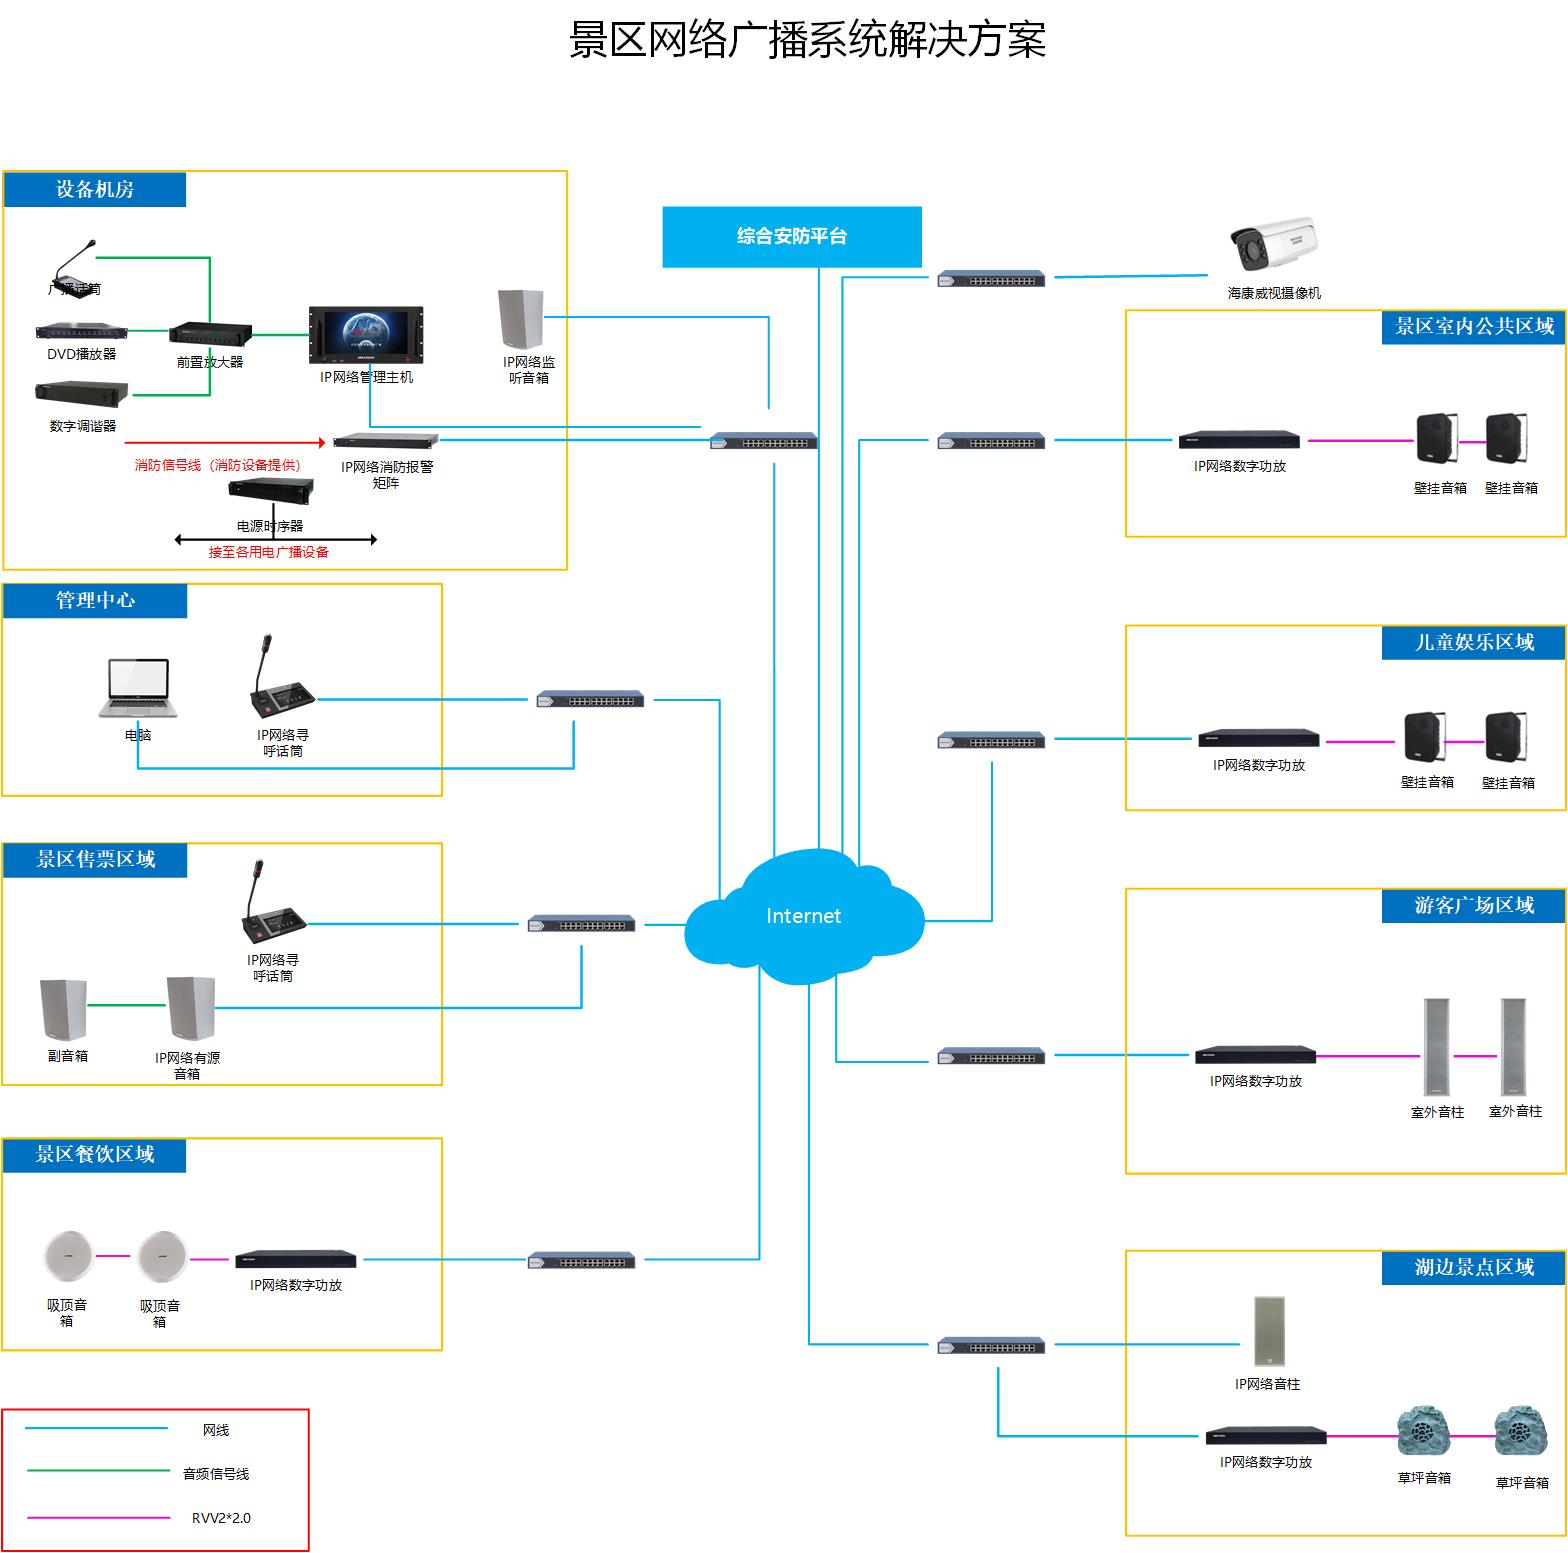 景区网络广播系统解决方案
设备机房
广播话筒
DVD播放器
前置放大器
数字调谐器
IP网络管理主机
IP网络监
听音箱
消防信号线（消防设备提供）
IP网络消防报警
矩阵
电源时序器
接至各用电广播设备
综合安防平台
海康威视摄像机
景区室内公共区域
IP网络数字功放
壁挂音箱
壁挂音箱
管理中心
电脑
IP网络寻
呼话筒
儿童娱乐区域
IP网络数字功放
壁挂音箱
壁挂音箱
景区售票区域
IP网络寻
呼话筒
副音箱
IP网络有源
音箱
Internet
游客广场区域
IP网络数字功放
室外音柱
室外音柱
景区餐饮区域
吸顶音
箱
吸顶音
箱
IP网络数字功放
湖边景点区域
IP网络音柱
IP网络数字功放
草坪音箱
草坪音箱
网线
音频信号线
RVV2*2.0